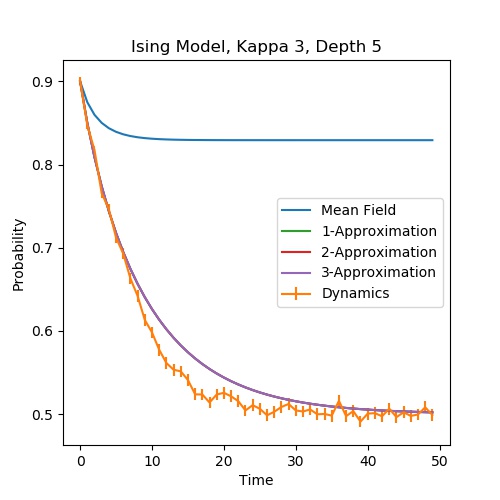 Ising Model, Kappa 3, Depth 5
0.9
0.8
0.7
0.6
0.5
Probability
Mean Field
1-Approximation
2-Approximation
3-Approximation
Dynamics
0 10 20 30 40 50
Time